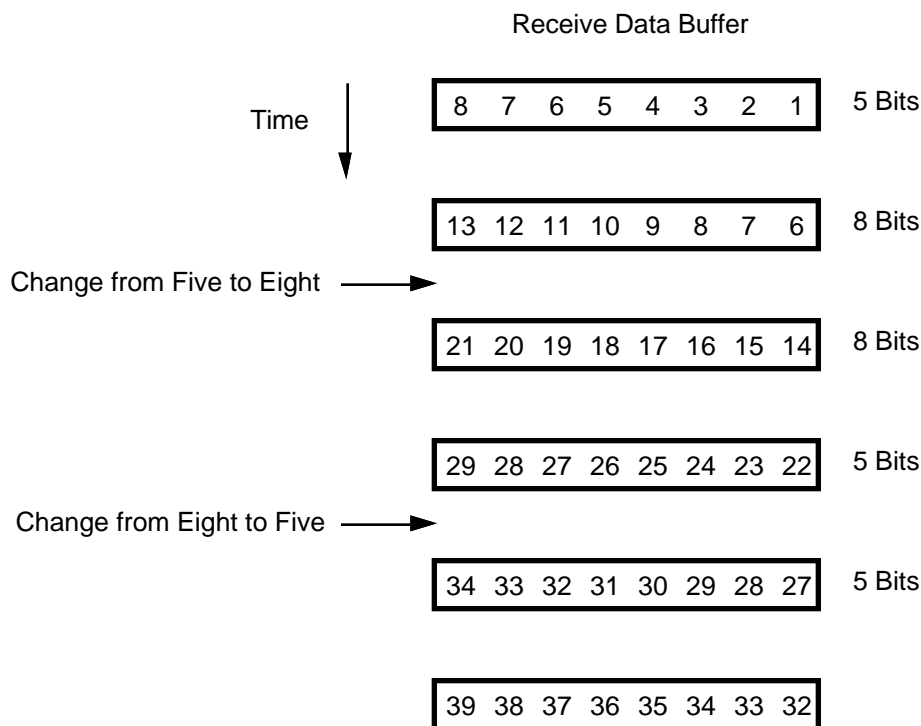 Receive Data Buffer
Time
8 7 6 5 4 3 2 1 5 Bits
13 12 11 10 9 8 7 6 8 Bits
Change from Five to Eight
21 20 19 18 17 16 15 14 8 Bits
29 28 27 26 25 24 23 22 5 Bits
Change from Eight to Five
34 33 32 31 30 29 28 27 5 Bits
39 38 37 36 35 34 33 32